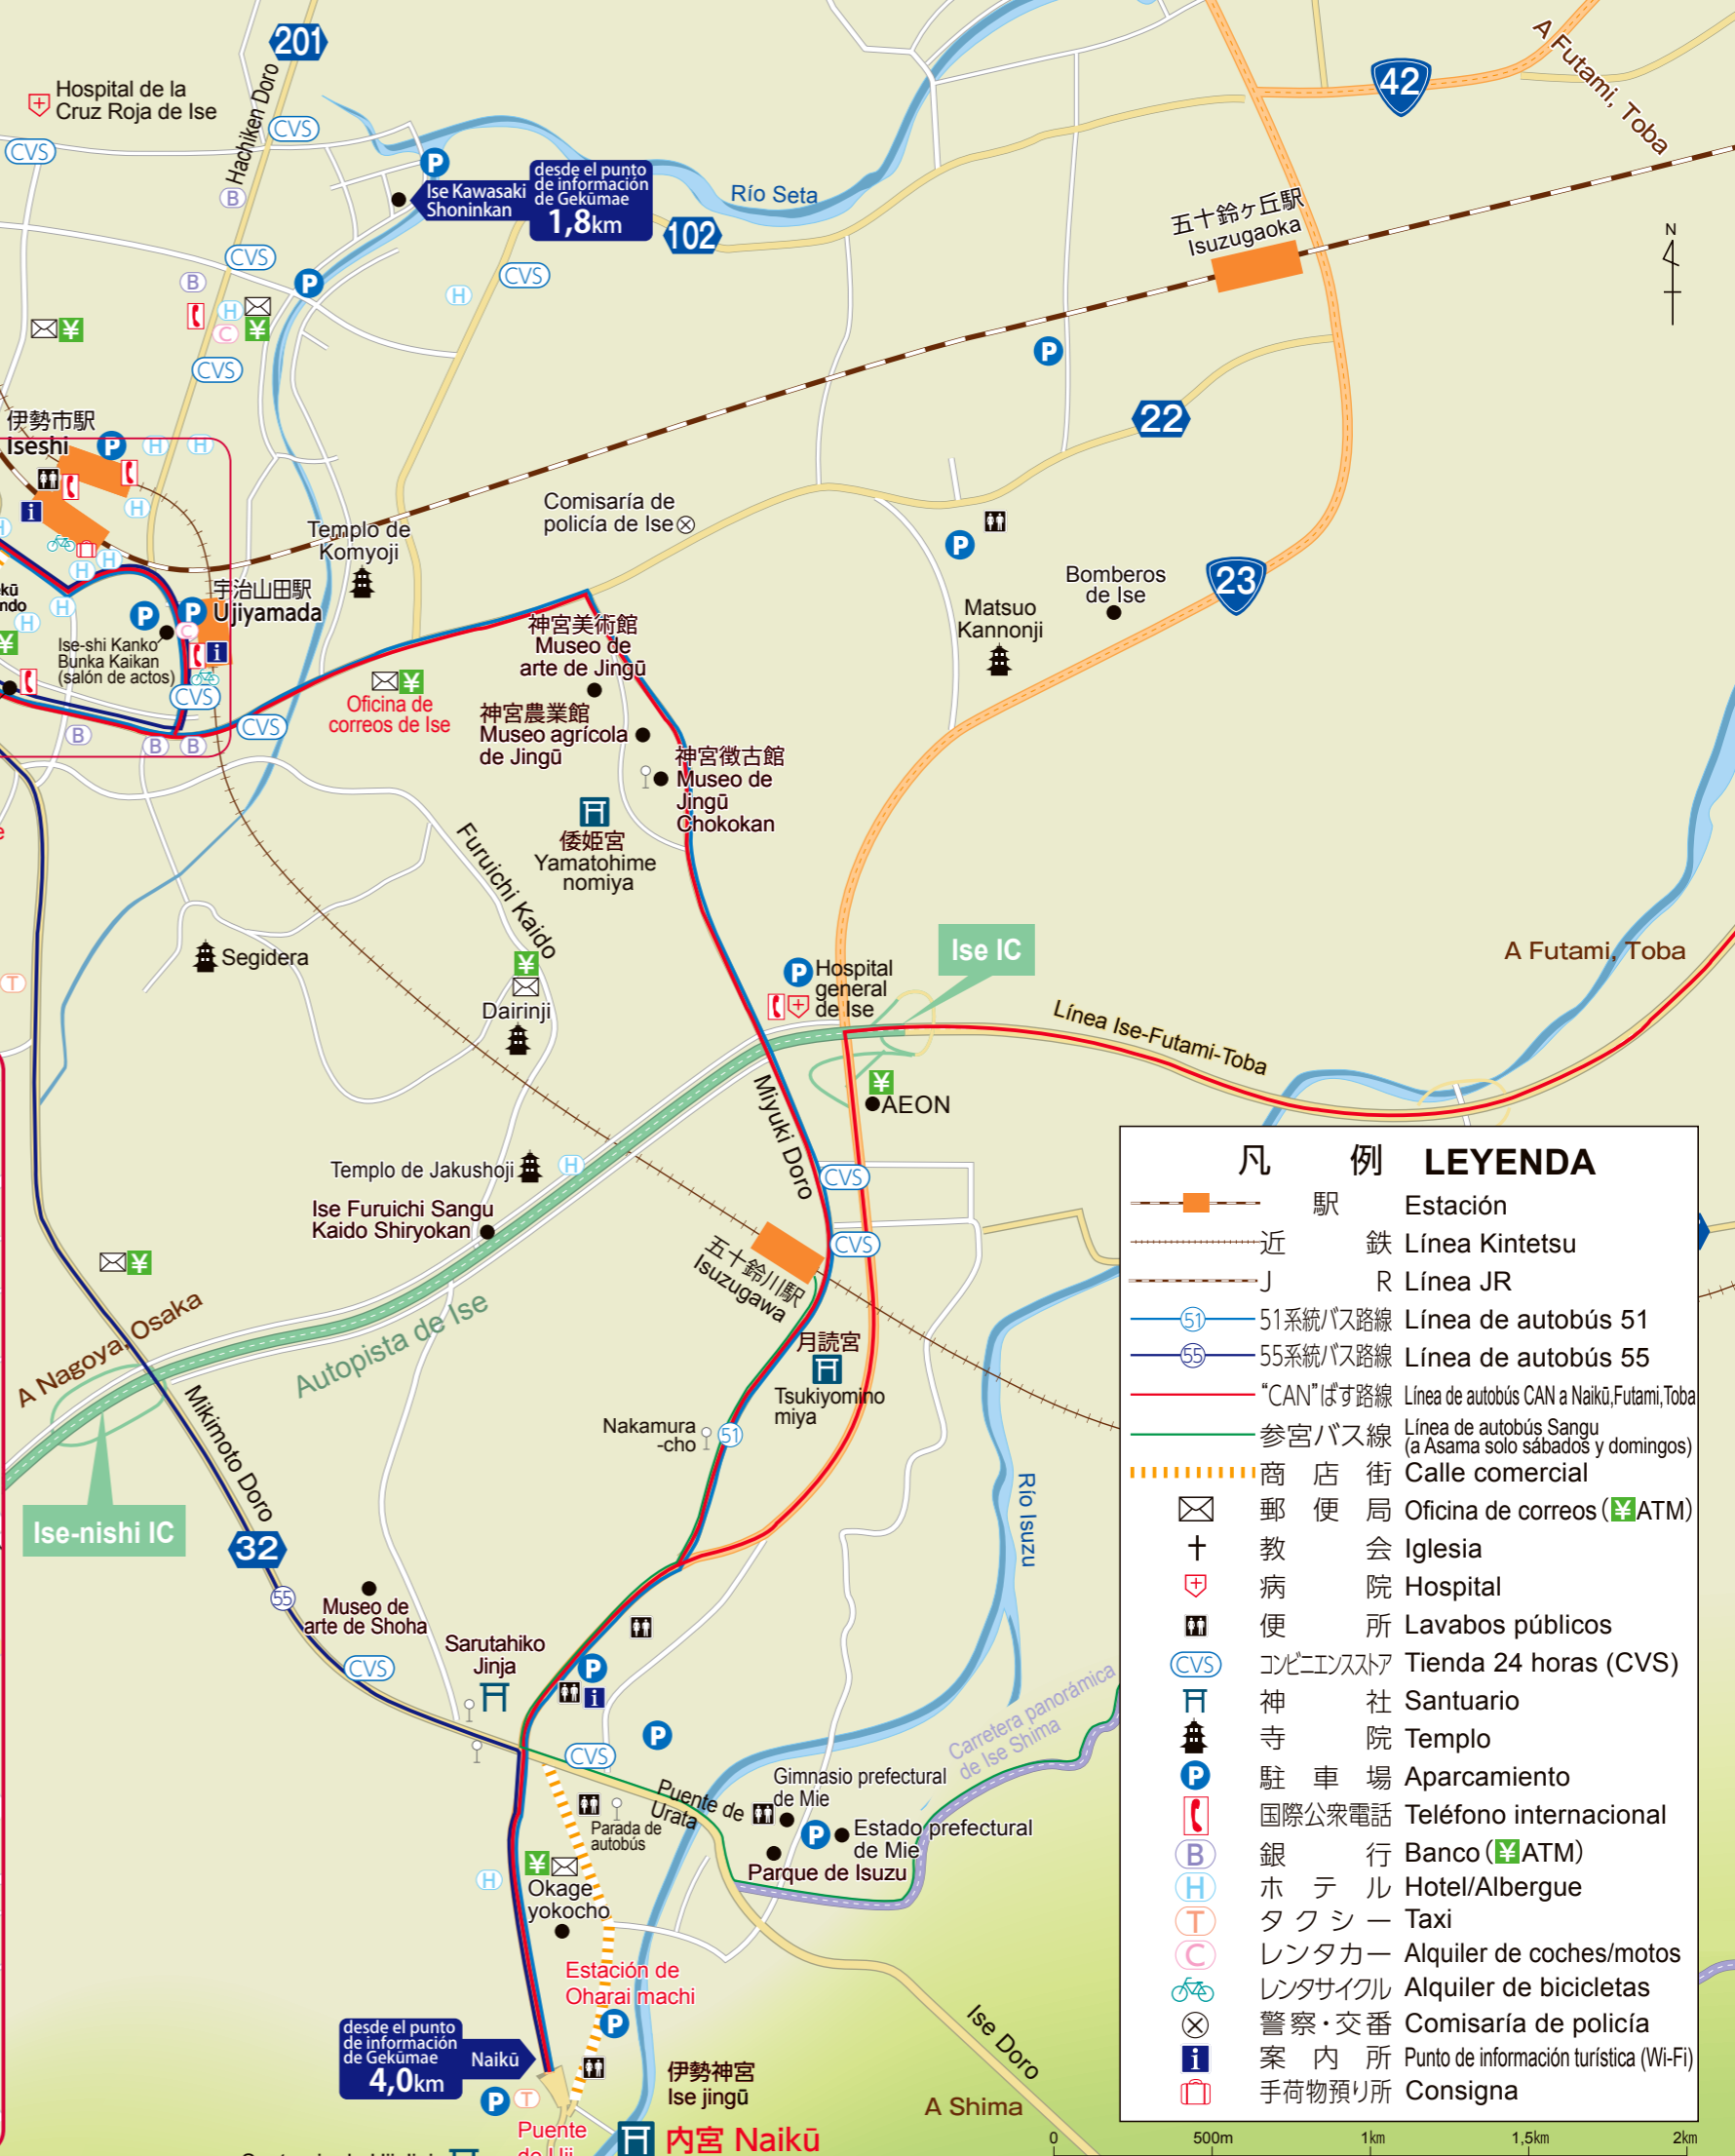 201
Hospital de la
Cruz Roja de Ise
CVS
CVS
Hachiken Doro
B
P
Ise Kawasaki
Shoninkan
desde el punto
de información
de Gekūmae
1,8km
Río Seta
102
42
A Futami, Toba
五十鈴ヶ丘駅
Isuzugaoka
N
CVS
CVS
B
P
H
H
C
¥
¥
CVS
P
22
伊勢市駅
Iseshi
P
H
H
i
H
H
H
H
H
H
Comisaría de
policía de Ise
Templo de
Komyoji
P
Bomberos
de Ise
23
Matsuo
Kannonji
宇治山田駅
Ujiyamada
P
P
C
i
Ise-shi Kanko
Bunka Kaikan
(salón de actos)
¥
CVS
CVS
B
B
B
¥
Oficina de
correos de Ise
神宮美術館
Museo de
arte de Jingū
神宮農業館
Museo agrícola
de Jingū
神宮徴古館
Museo de
Jingū
Chokokan
倭姫宮
Yamatohime
nomiya
Furuichi Kaido
Segidera
T
¥
Dairinji
P
Hospital
general
de Ise
Ise IC
A Futami, Toba
Línea Ise-Futami-Toba
¥
AEON
Miyuki Doro
Templo de Jakushoji
H
Ise Furuichi Sangu
Kaido Shiryokan
CVS
CVS
五十鈴川駅
Isuzugawa
¥
A Nagoya, Osaka
Autopista de Ise
Mikimoto Doro
Ise-nishi IC
32
55
月読宮
Tsukiyomino
miya
Nakamura
-cho
51
Río Isuzu
Museo de
arte de Shoha
CVS
Sarutahiko
Jinja
P
i
P
CVS
Carretera panorámica
de Ise Shima
Puente de
Urata
Parada de
autobús
Gimnasio prefectural
de Mie
P
Estado prefectural
de Mie
Parque de Isuzu
H
¥
Okage
yokocho
Estación de
Oharai machi
P
desde el punto
de información
de Gekūmae
4,0km
Naikū
P
T
Puente
伊勢神宮
Ise jingū
内宮 Naikū
Ise Doro
A Shima
凡例 LEYENDA
駅 Estación
近鉄 Línea Kintetsu
JR Línea JR
51 51系統バス路線 Línea de autobús 51
55 55系統バス路線 Línea de autobús 55
“CAN”ばす路線 Línea de autobús CAN a Naikū,Futami,Toba
参宮バス線 Línea de autobús Sangu
(a Asama solo sábados y domingos)
商店街 Calle comercial
郵便局 Oficina de correos (¥ATM)
教会 Iglesia
病院 Hospital
便所 Lavabos públicos
CVS コンビニエンスストア Tienda 24 horas (CVS)
神社 Santuario
寺院 Templo
P 駐車場 Aparcamiento
国際公衆電話 Teléfono internacional
B 銀行 Banco (¥ATM)
H ホテル Hotel/Albergue
T タクシー Taxi
C レンタカー Alquiler de coches/motos
レンタサイクル Alquiler de bicicletas
警察・交番 Comisaría de policía
i 案内所 Punto de información turística (Wi-Fi)
手荷物預り所 Consigna
0 500m 1km 1,5km 2km